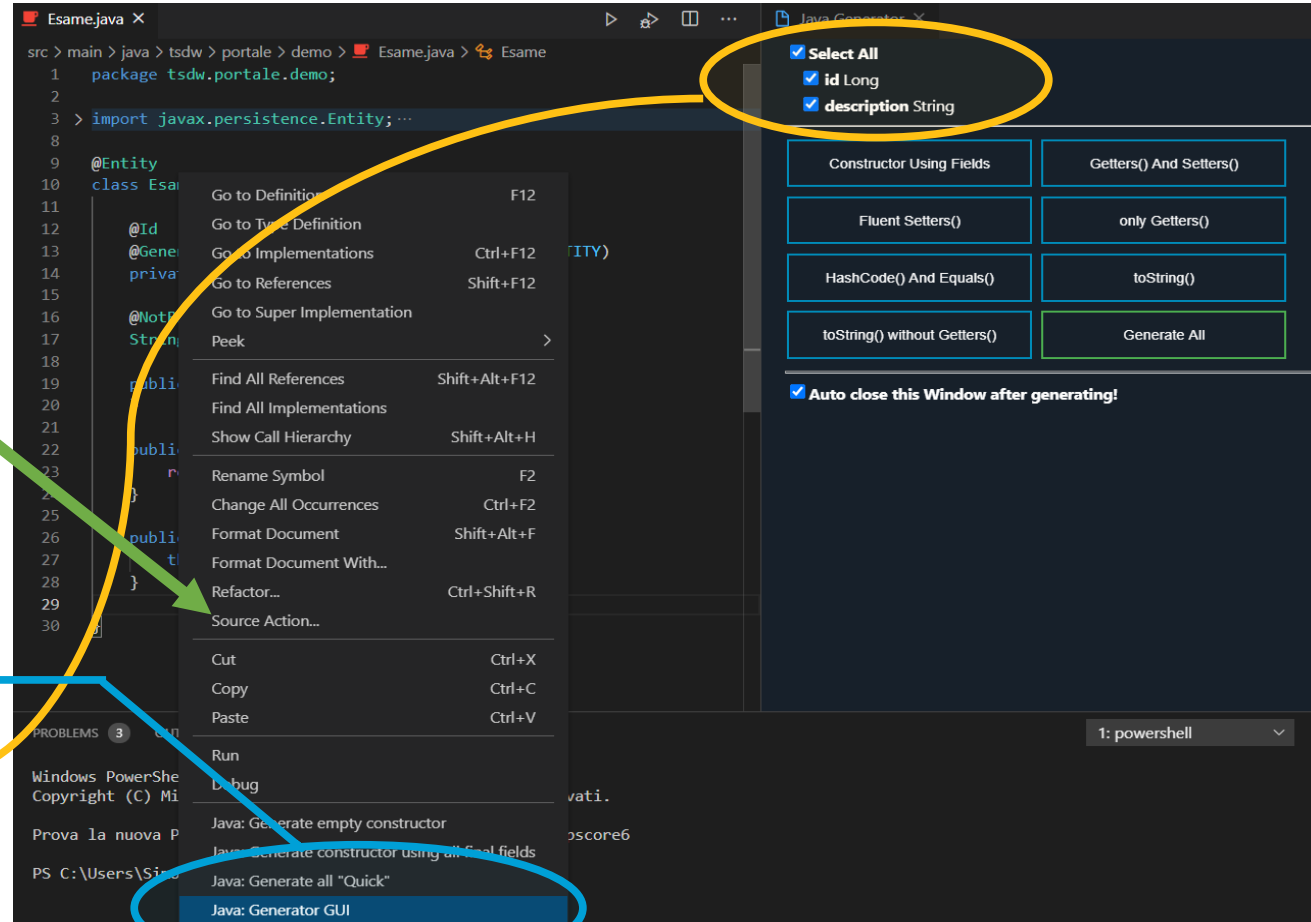 Esame.java
Java Generator
src > main > java > tsdw > portale > demo > Esame.java > Esame
1 package tsdw.portale.demo;
2
3 > import javax.persistence.Entity; ...
8
9 @Entity
10 class Esam
11
12 @Id
13 @Gener TITY)
14 privat
15
16 @Not
17 String
18
19 publi
20
21
22 publi
23 re
24 }
25
26 publi
27 th
28 }
29
30 }
Go to Definition F12
Go to Type Definition
Go to Implementations Ctrl+F12
Go to References Shift+F12
Go to Super Implementation
Peek >
Find All References Shift+Alt+F12
Find All Implementations
Show Call Hierarchy Shift+Alt+H
Rename Symbol F2
Change All Occurrences Ctrl+F2
Format Document Shift+Alt+F
Format Document With...
Refactor... Ctrl+Shift+R
Source Action...
Cut Ctrl+X
Copy Ctrl+C
Paste Ctrl+V
Run
Debug
Java: Generate empty constructor
Java: Generate constructor using all final fields
Java: Generate all "Quick"
Java: Generator GUI
Select All
id Long
description String
Constructor Using Fields
Getters() And Setters()
Fluent Setters()
only Getters()
HashCode() And Equals()
toString()
toString() without Getters()
Generate All
Auto close this Window after generating!
PROBLEMS 3 OUT
1: powershell
Windows PowerShe
Copyright (C) Mi vati.
Prova la nuova P oscore6
PS C:\Users\Simo